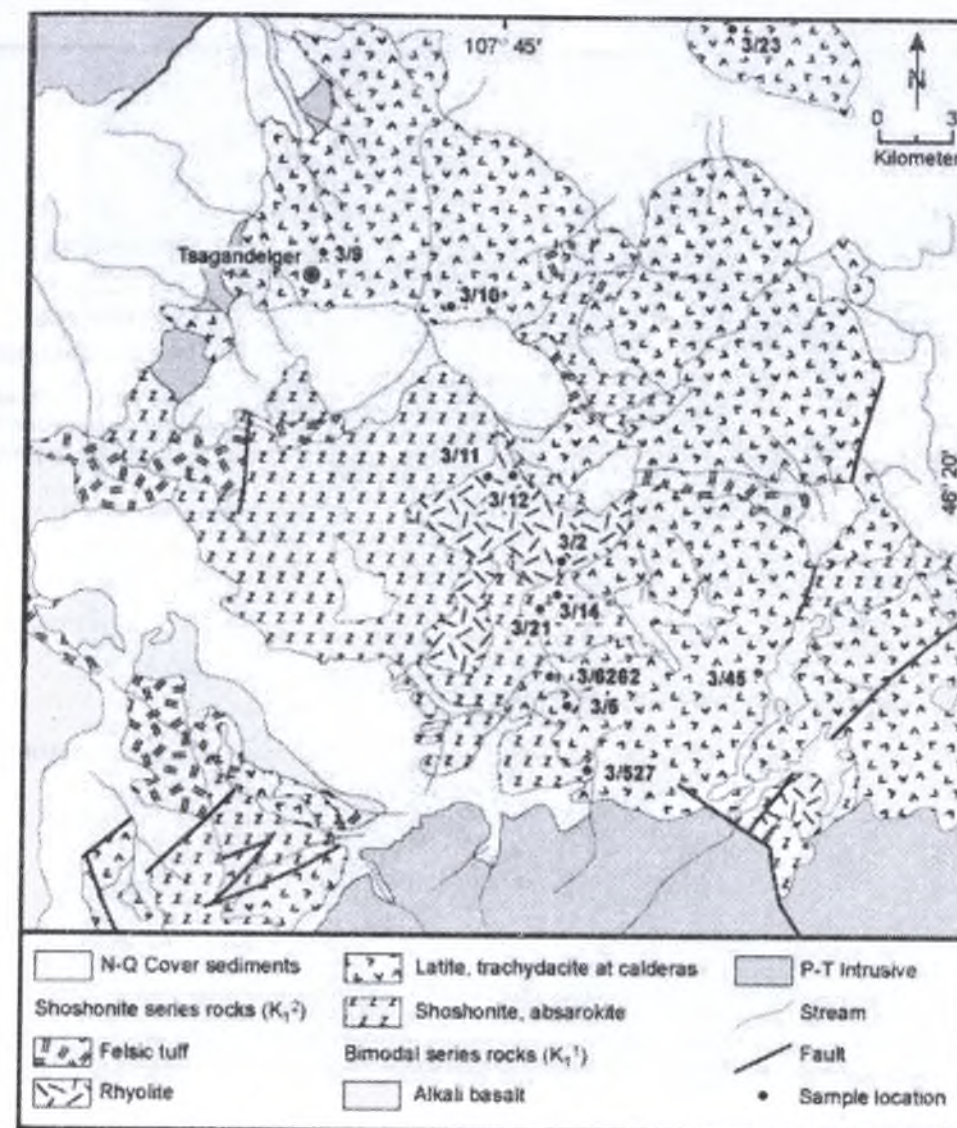 107° 45'
3/23
N
0 3
Kilometer
Tsagandelger
3/9
3/10
46° 20'
3/11
3/12
3/2
3/14
3/21
3/6262
3/45
3/6
3/527
N-Q Cover sediments
Shoshonite series rocks (K₁²)
Felsic tuff
Rhyolite
Latite, trachydacite at calderas
Shoshonite, absarokite
Bimodal series rocks (K₁¹)
Alkali basalt
P-T Intrusive
Stream
Fault
Sample location